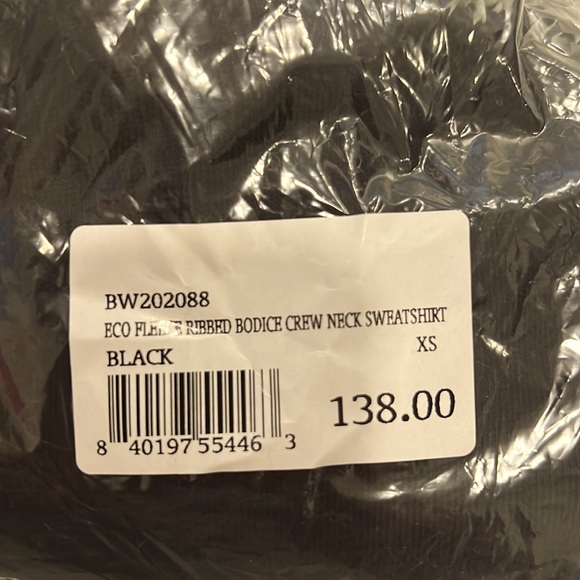 BW202088
ECO FLEECE RIBBED BODICE CREW NECK SWEATSHIRT
BLACK XS
138.00
8 40197 55446 3